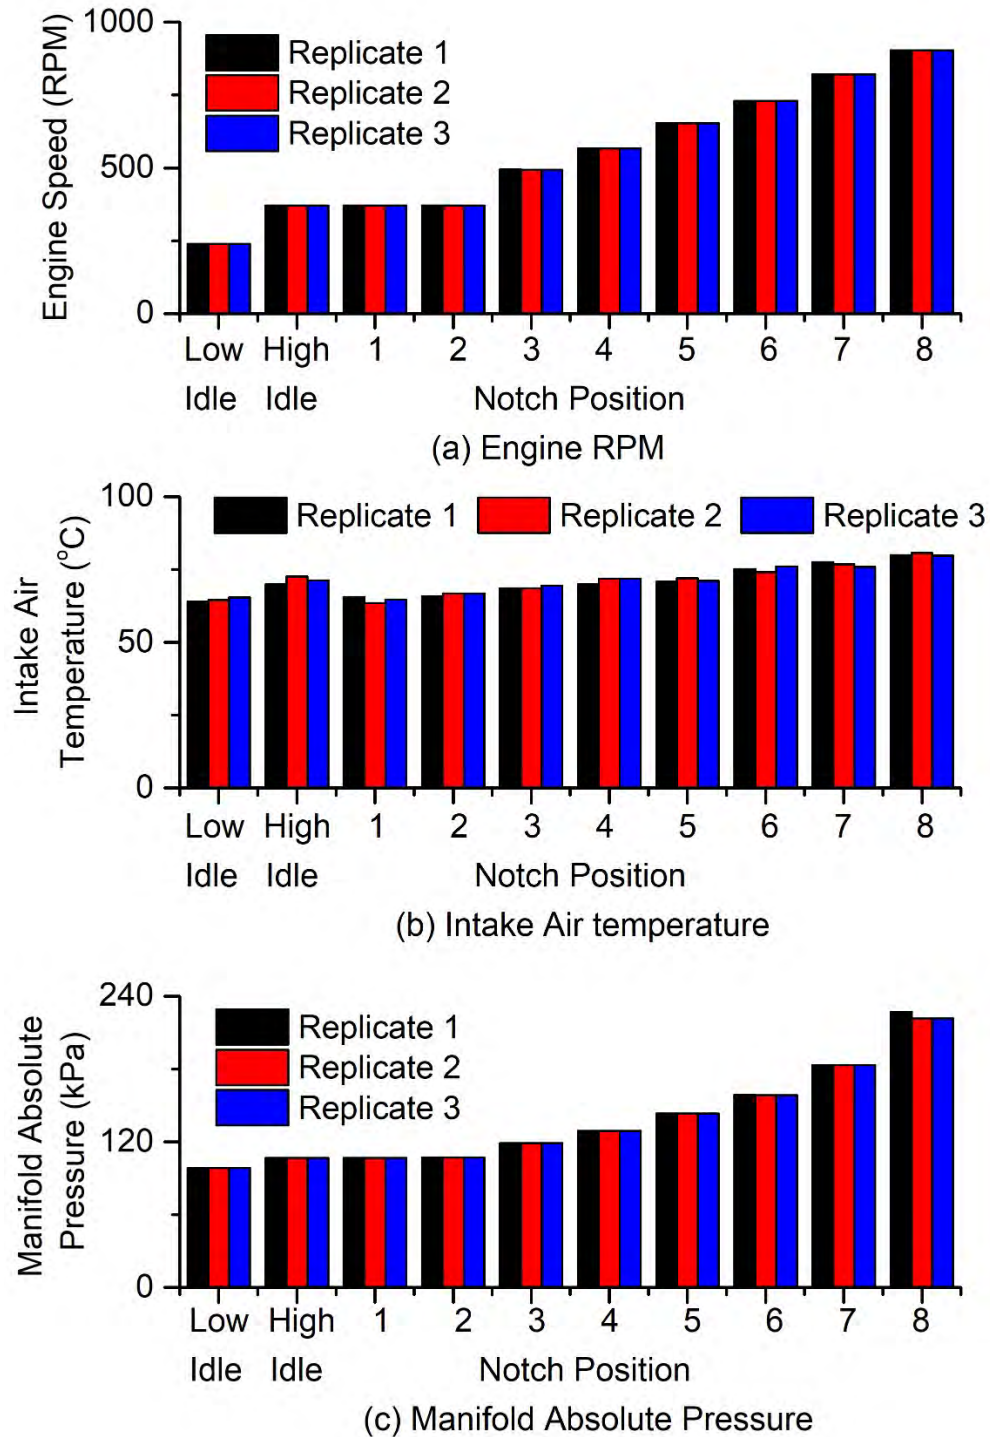 Engine Speed (RPM)
1000
500
0
Replicate 1
Replicate 2
Replicate 3
Low High 1 2 3 4 5 6 7 8
Idle Idle Notch Position
(a) Engine RPM
Intake Air
Temperature (°C)
100
50
0
Replicate 1 Replicate 2 Replicate 3
Low High 1 2 3 4 5 6 7 8
Idle Idle Notch Position
(b) Intake Air temperature
Manifold Absolute
Pressure (kPa)
240
120
0
Replicate 1
Replicate 2
Replicate 3
Low High 1 2 3 4 5 6 7 8
Idle Idle Notch Position
(c) Manifold Absolute Pressure